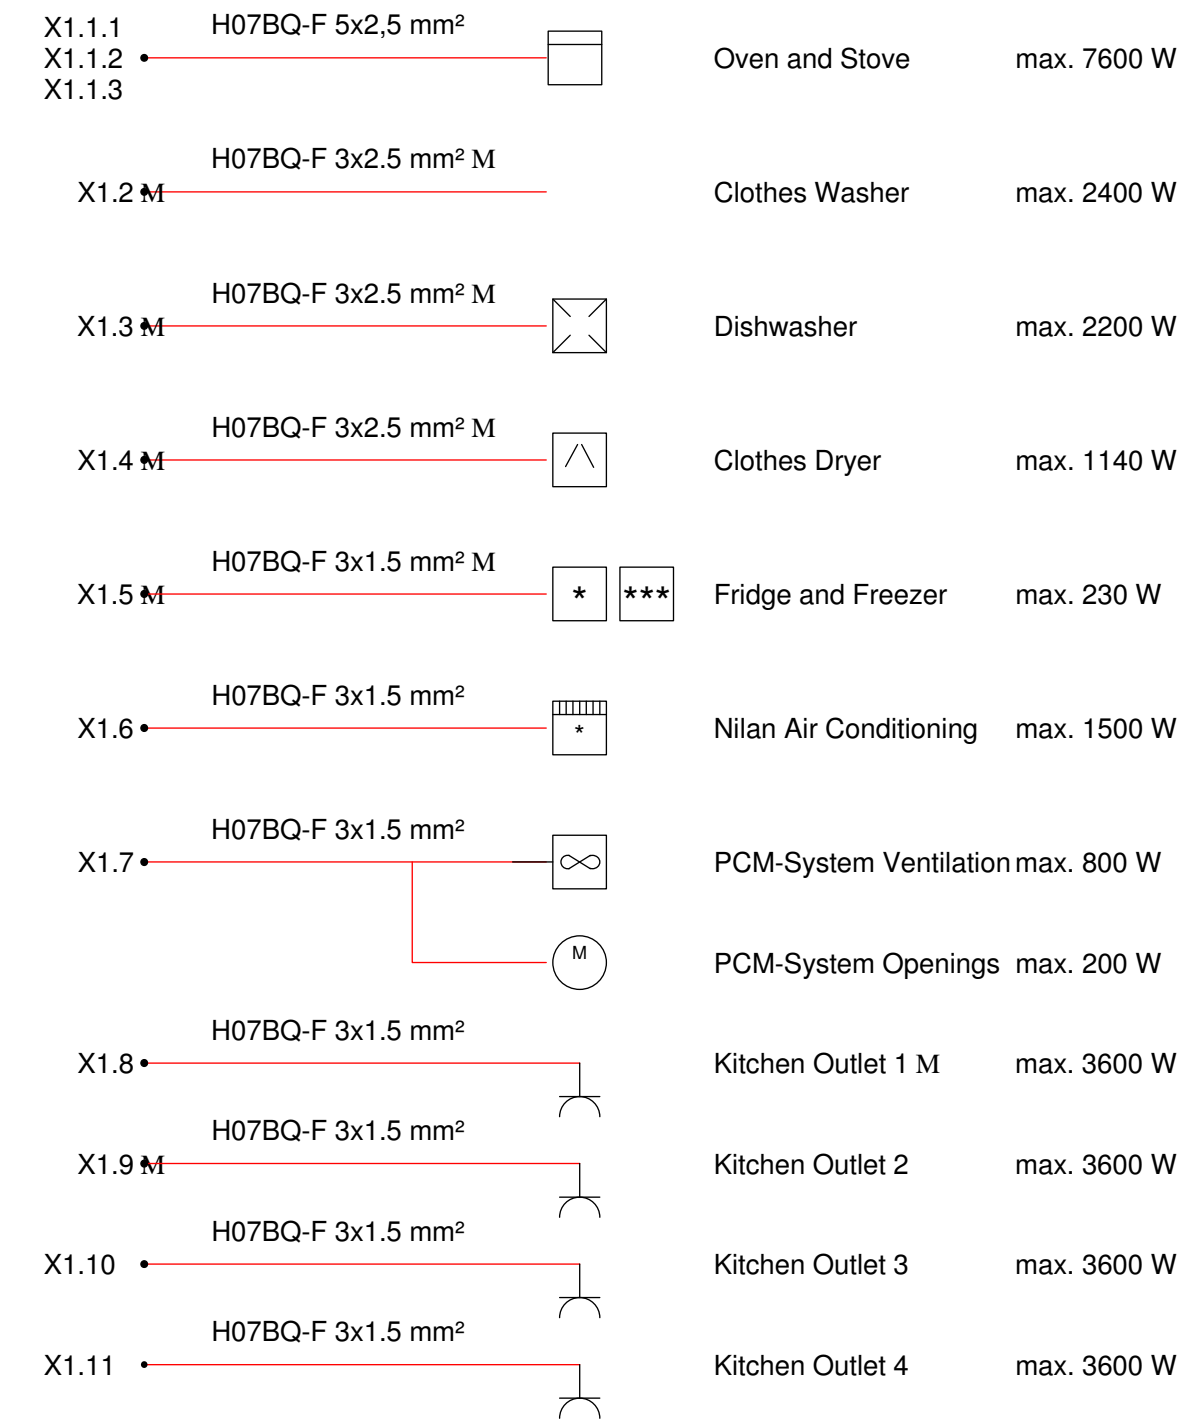 X1.1.1 H07BQ-F 5x2,5 mm²
X1.1.2 Oven and Stove max. 7600 W
X1.1.3
H07BQ-F 3x2.5 mm² M
X1.2 M Clothes Washer max. 2400 W
H07BQ-F 3x2.5 mm² M
X1.3 M Dishwasher max. 2200 W
H07BQ-F 3x2.5 mm² M
X1.4 M Clothes Dryer max. 1140 W
H07BQ-F 3x1.5 mm² M
X1.5 M * *** Fridge and Freezer max. 230 W
H07BQ-F 3x1.5 mm²
X1.6 * Nilan Air Conditioning max. 1500 W
H07BQ-F 3x1.5 mm²
X1.7 PCM-System Ventilation max. 800 W
M PCM-System Openings max. 200 W
H07BQ-F 3x1.5 mm²
X1.8 Kitchen Outlet 1 M max. 3600 W
H07BQ-F 3x1.5 mm²
X1.9 M Kitchen Outlet 2 max. 3600 W
H07BQ-F 3x1.5 mm²
X1.10 Kitchen Outlet 3 max. 3600 W
H07BQ-F 3x1.5 mm²
X1.11 Kitchen Outlet 4 max. 3600 W